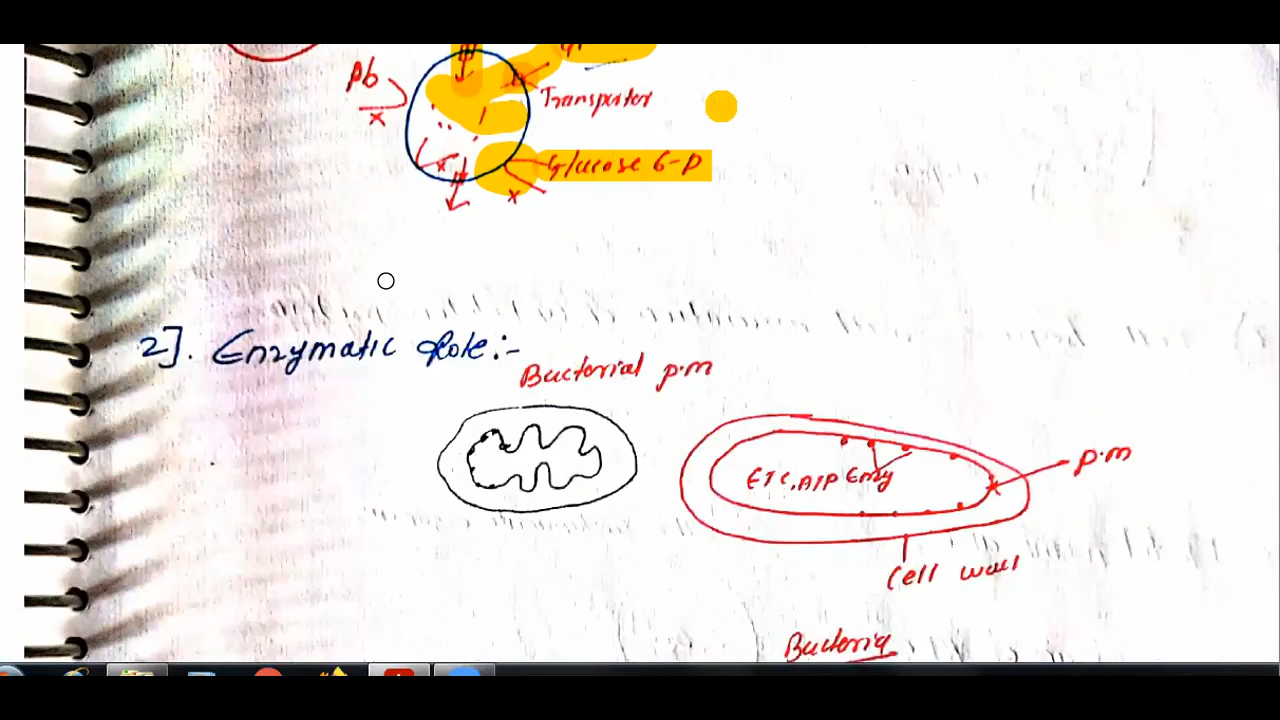 Pb
x
Transporter
Glucose 6-p
x
2]. Enzymatic Role:-
Bacterial p.m
ETC, ATP Enzy
p.m
Cell wall
Bacteria